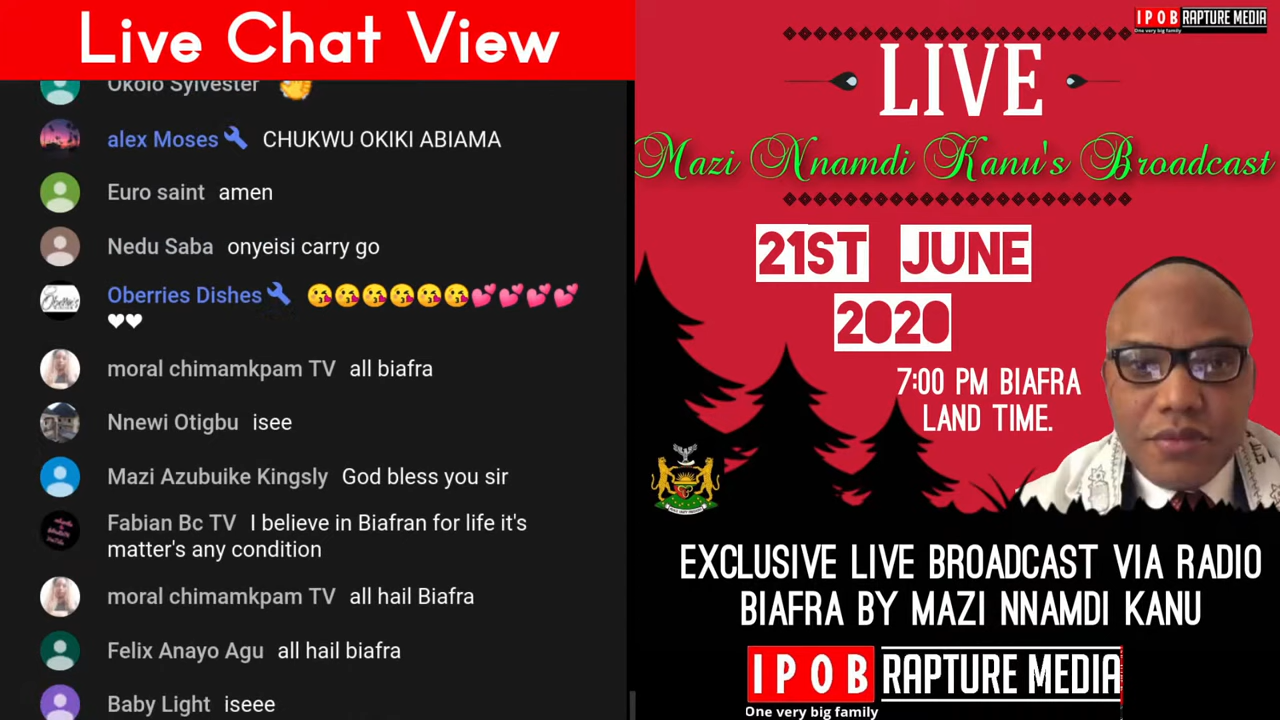 Live Chat View
Okolo Sylvester
alex Moses CHUKWU OKIKI ABIAMA
Euro saint amen
Nedu Saba onyeisi carry go
Oberries Dishes 😘😘😘😘😘😘💕💕💕💕
🤍🤍
moral chimamkpam TV all biafra
Nnewi Otigbu isee
Mazi Azubuike Kingsly God bless you sir
Fabian Bc TV I believe in Biafran for life it's
matter's any condition
moral chimamkpam TV all hail Biafra
Felix Anayo Agu all hail biafra
Baby Light iseee
IPOB RAPTURE MEDIA
One very big family
LIVE
Mazi Nnamdi Kanu's Broadcast
21ST JUNE
2020
7:00 PM BIAFRA
LAND TIME.
EXCLUSIVE LIVE BROADCAST VIA RADIO
BIAFRA BY MAZI NNAMDI KANU
IPOB RAPTURE MEDIA
One very big family